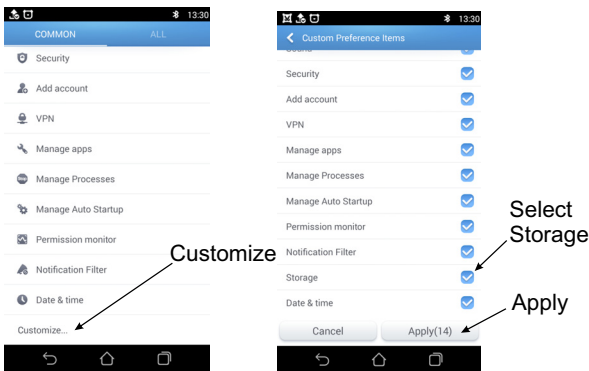 13:30
COMMON ALL
Security
Add account
VPN
Manage apps
Manage Processes
Manage Auto Startup
Permission monitor
Notification Filter
Date & time
Customize...
Customize
13:30
Custom Preference Items
Security
Add account
VPN
Manage apps
Manage Processes
Manage Auto Startup
Permission monitor
Notification Filter
Storage
Date & time
Cancel Apply(14)
Select
Storage
Apply